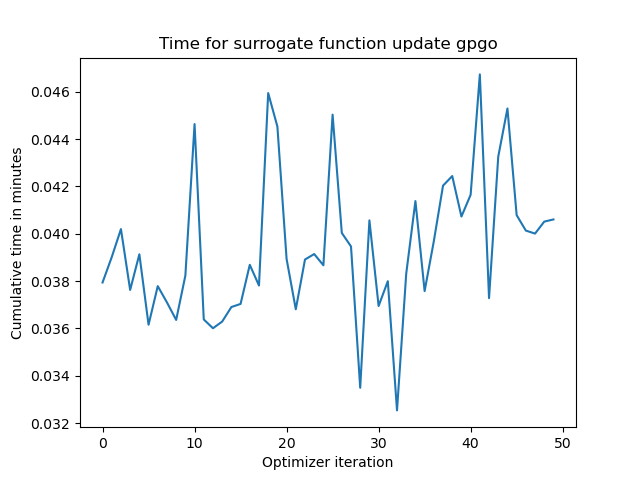 Time for surrogate function update gpgo
Cumulative time in minutes
0.046
0.044
0.042
0.040
0.038
0.036
0.034
0.032
0 10 20 30 40 50
Optimizer iteration